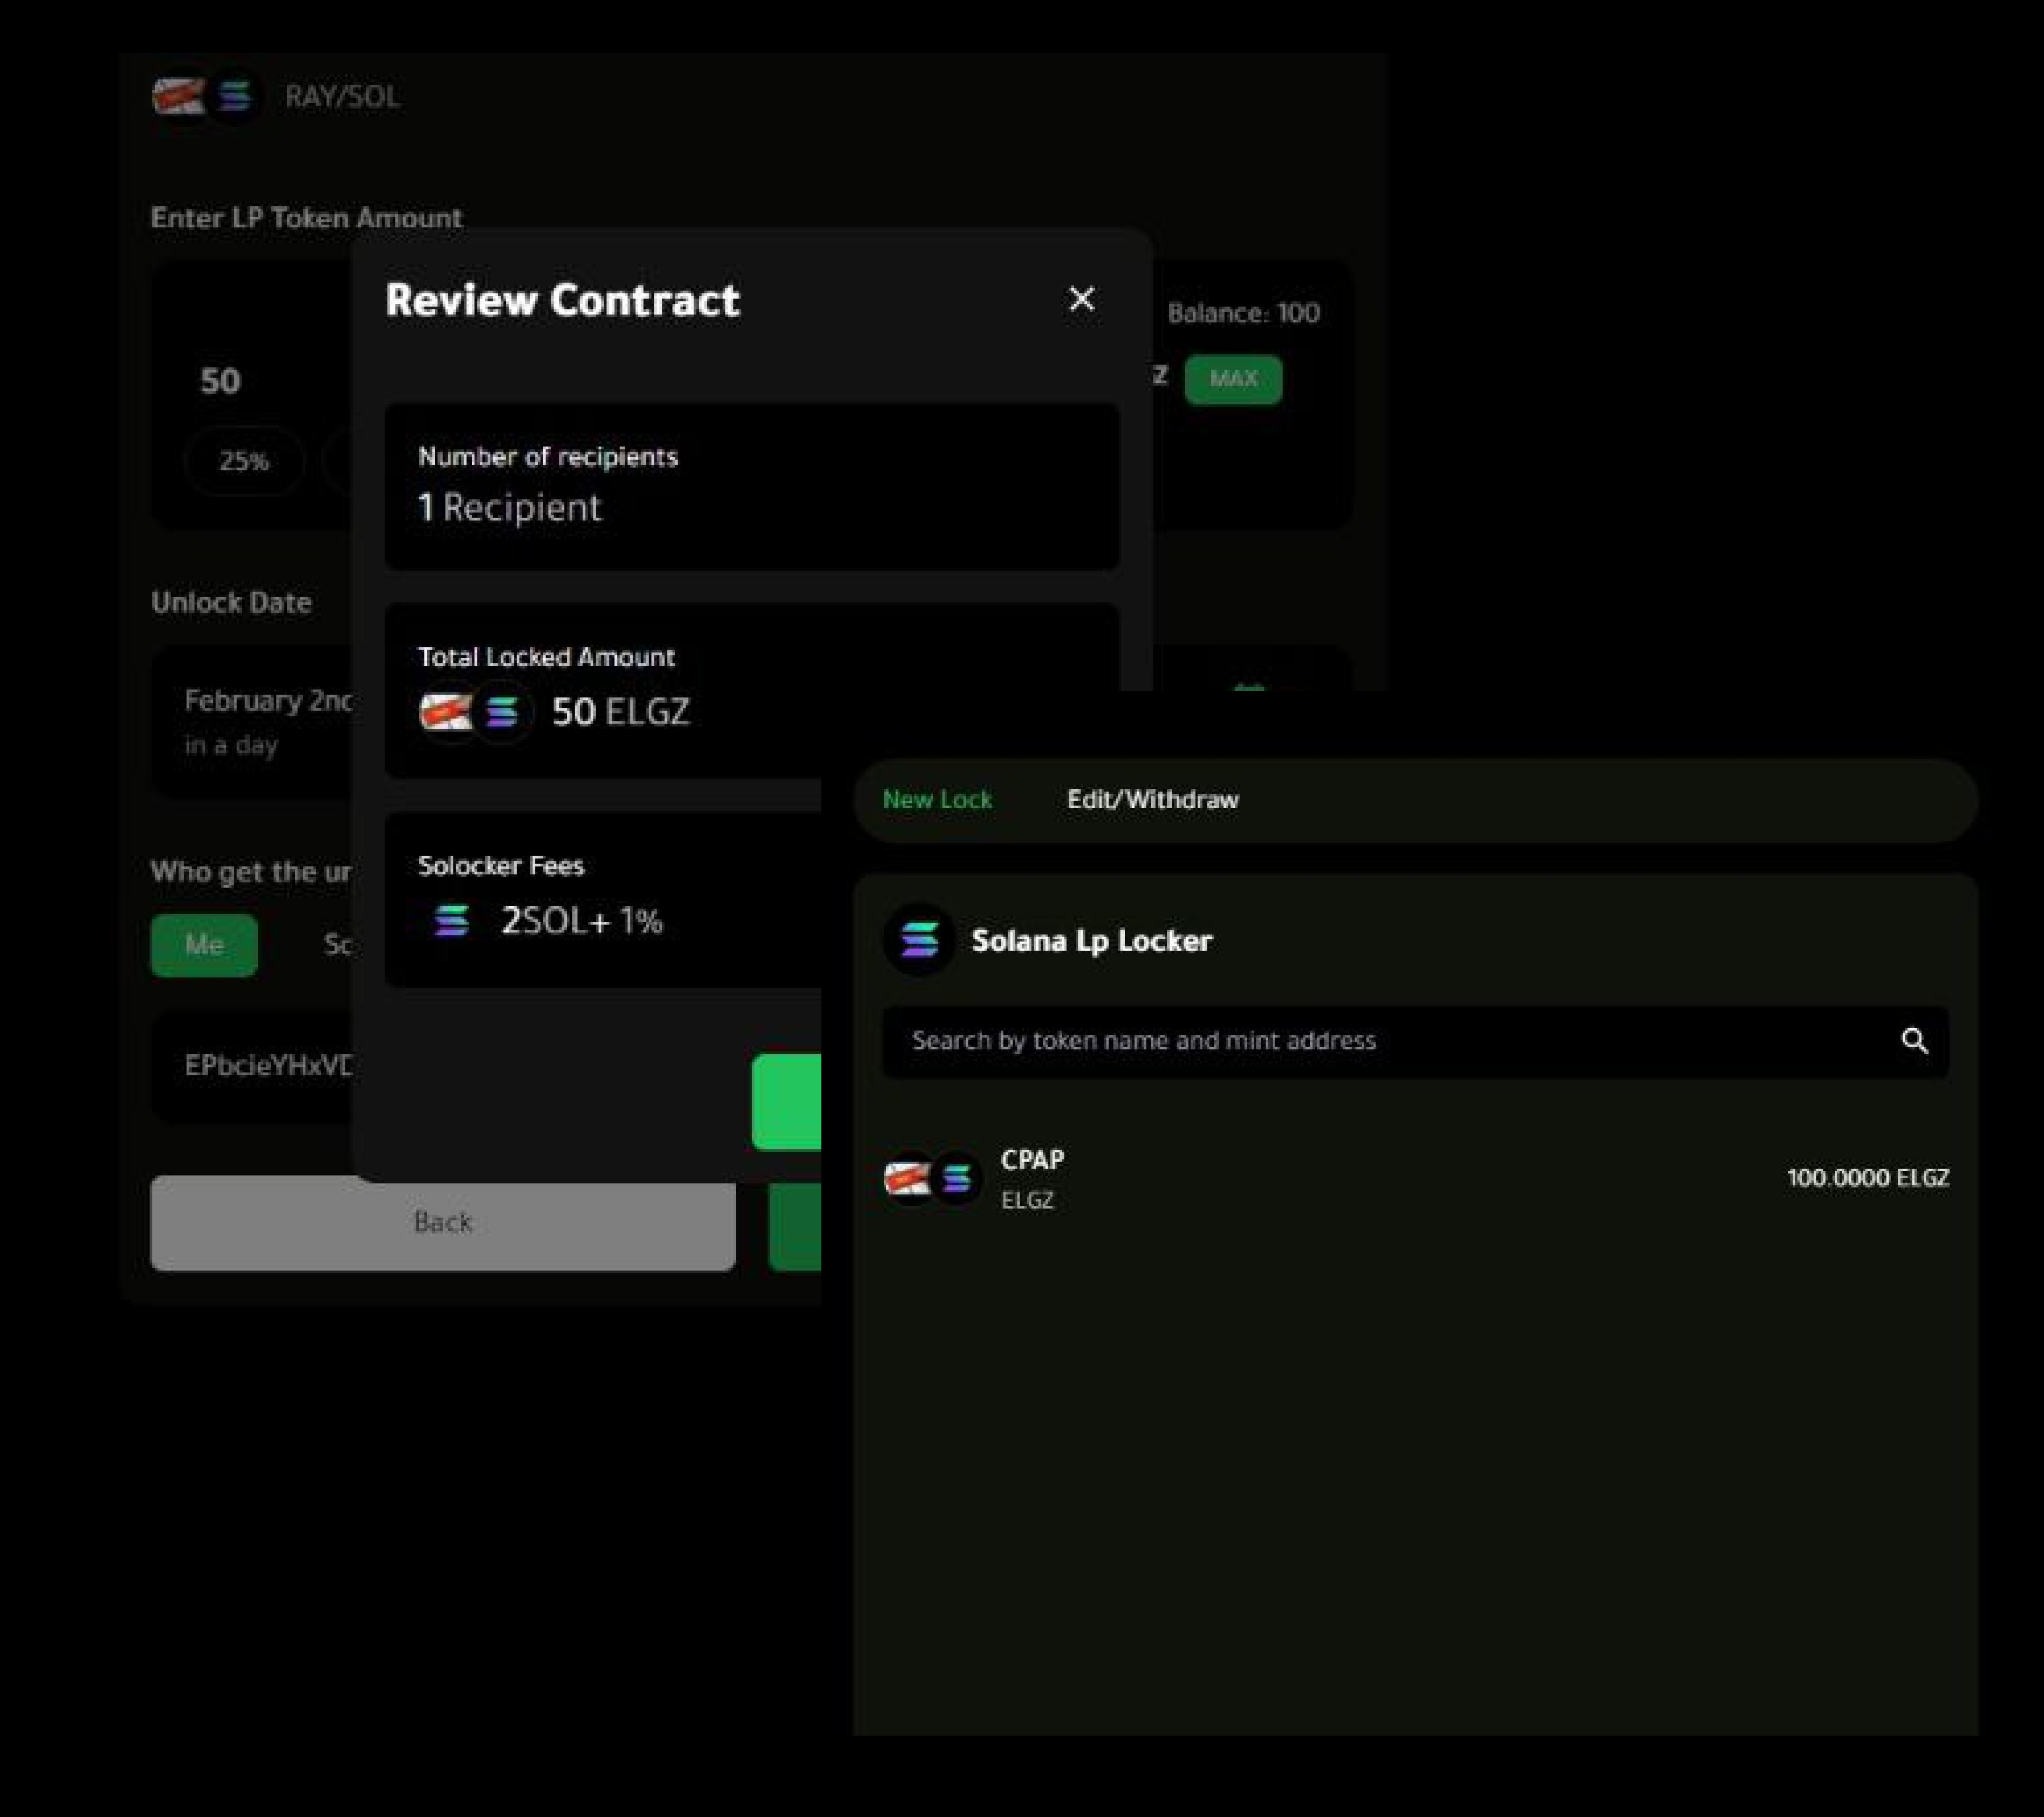 RAY/SOL
Enter LP Token Amount
Balance: 100
50
Z
MAX
25%
Unlock Date
February 2nd
in a day
Who get the ur
Me
Sc
EPbcieYHxVD
Back
Review Contract
Number of recipients
1 Recipient
Total Locked Amount
50 ELGZ
Solocker Fees
2SOL+ 1%
New Lock
Edit/Withdraw
Solana Lp Locker
Search by token name and mint address
CPAP
ELGZ
100.0000 ELGZ